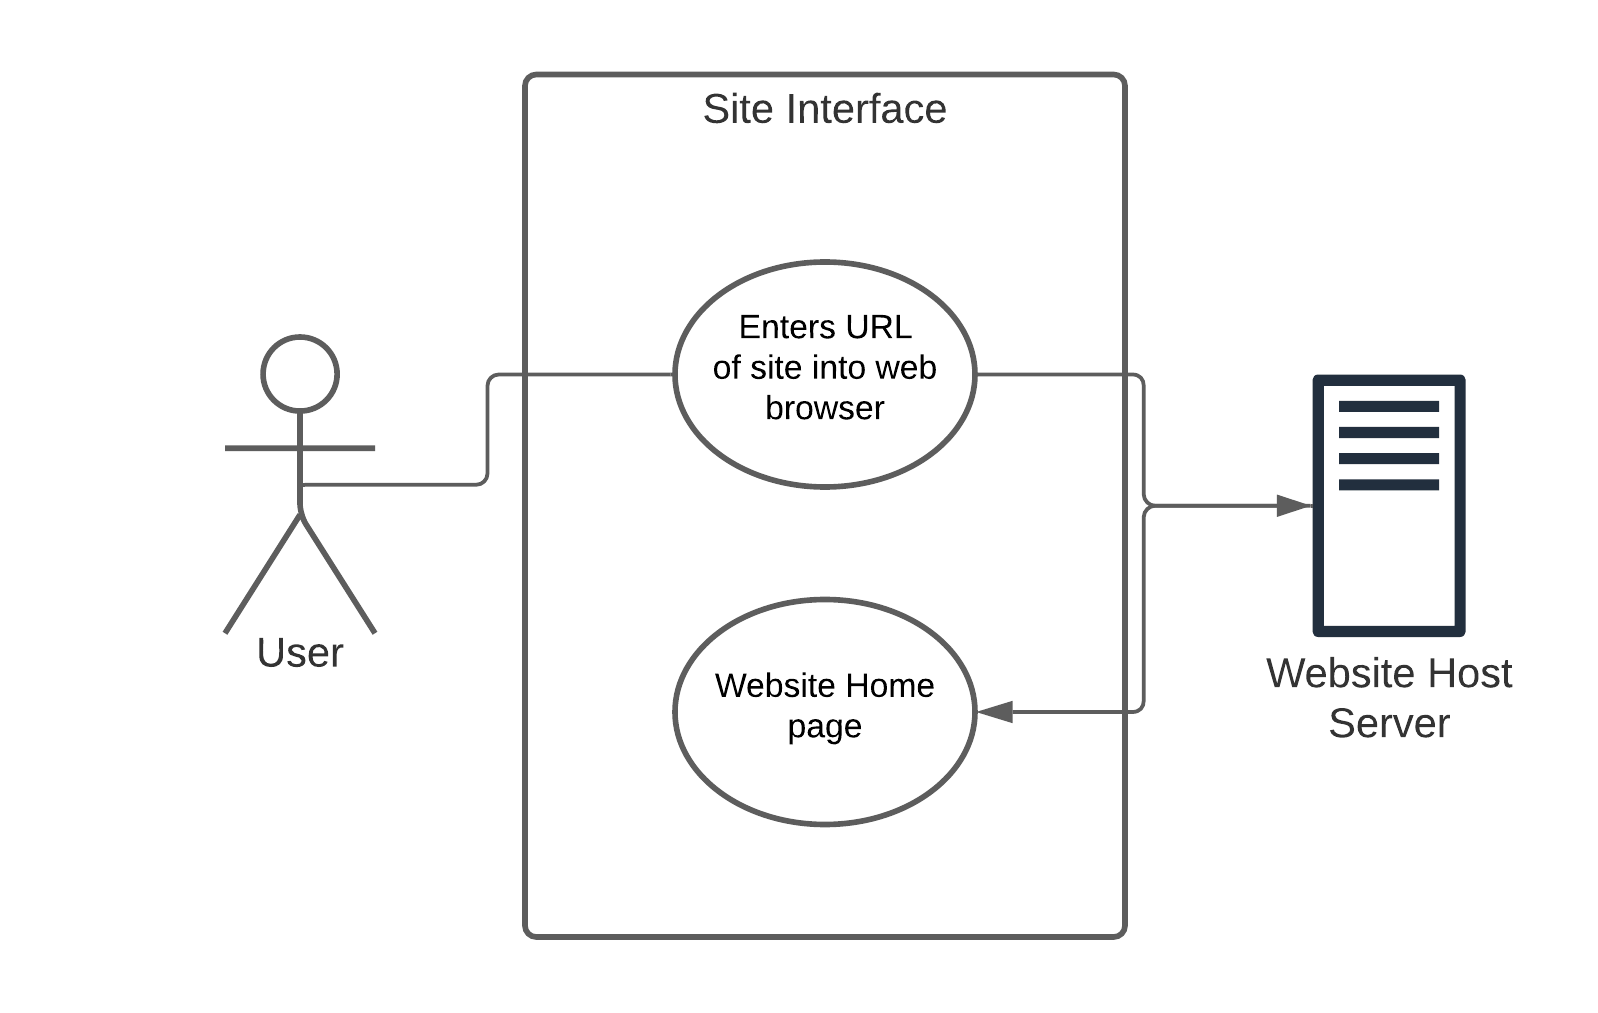 Site Interface
Enters URL
of site into web
browser
User
Website Home
page
Website Host
Server